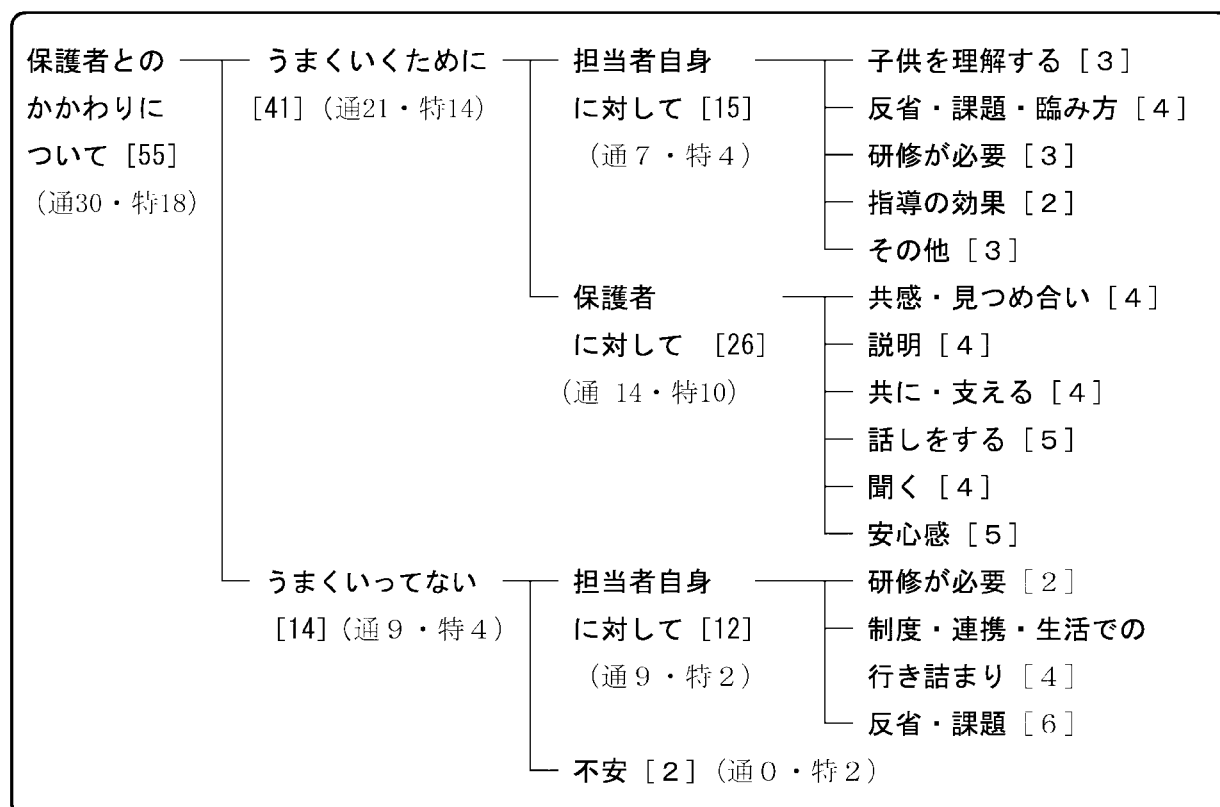 保護者との うまくいくために 担当者自身 子供を理解する [3]
かかわりに [41] (通21・特14) に対して [15] 反省・課題・臨み方 [4]
ついて [55] (通7・特4) 研修が必要 [3]
(通30・特18) 指導の効果 [2]
その他 [3]
保護者 共感・見つめ合い [4]
に対して [26] 説明 [4]
(通 14・特10) 共に・支える [4]
話しをする [5]
聞く [4]
安心感 [5]
うまくいってない 担当者自身 研修が必要 [2]
[14] (通9・特4) に対して [12] 制度・連携・生活での
(通9・特2) 行き詰まり [4]
反省・課題 [6]
不安 [2] (通0・特2)